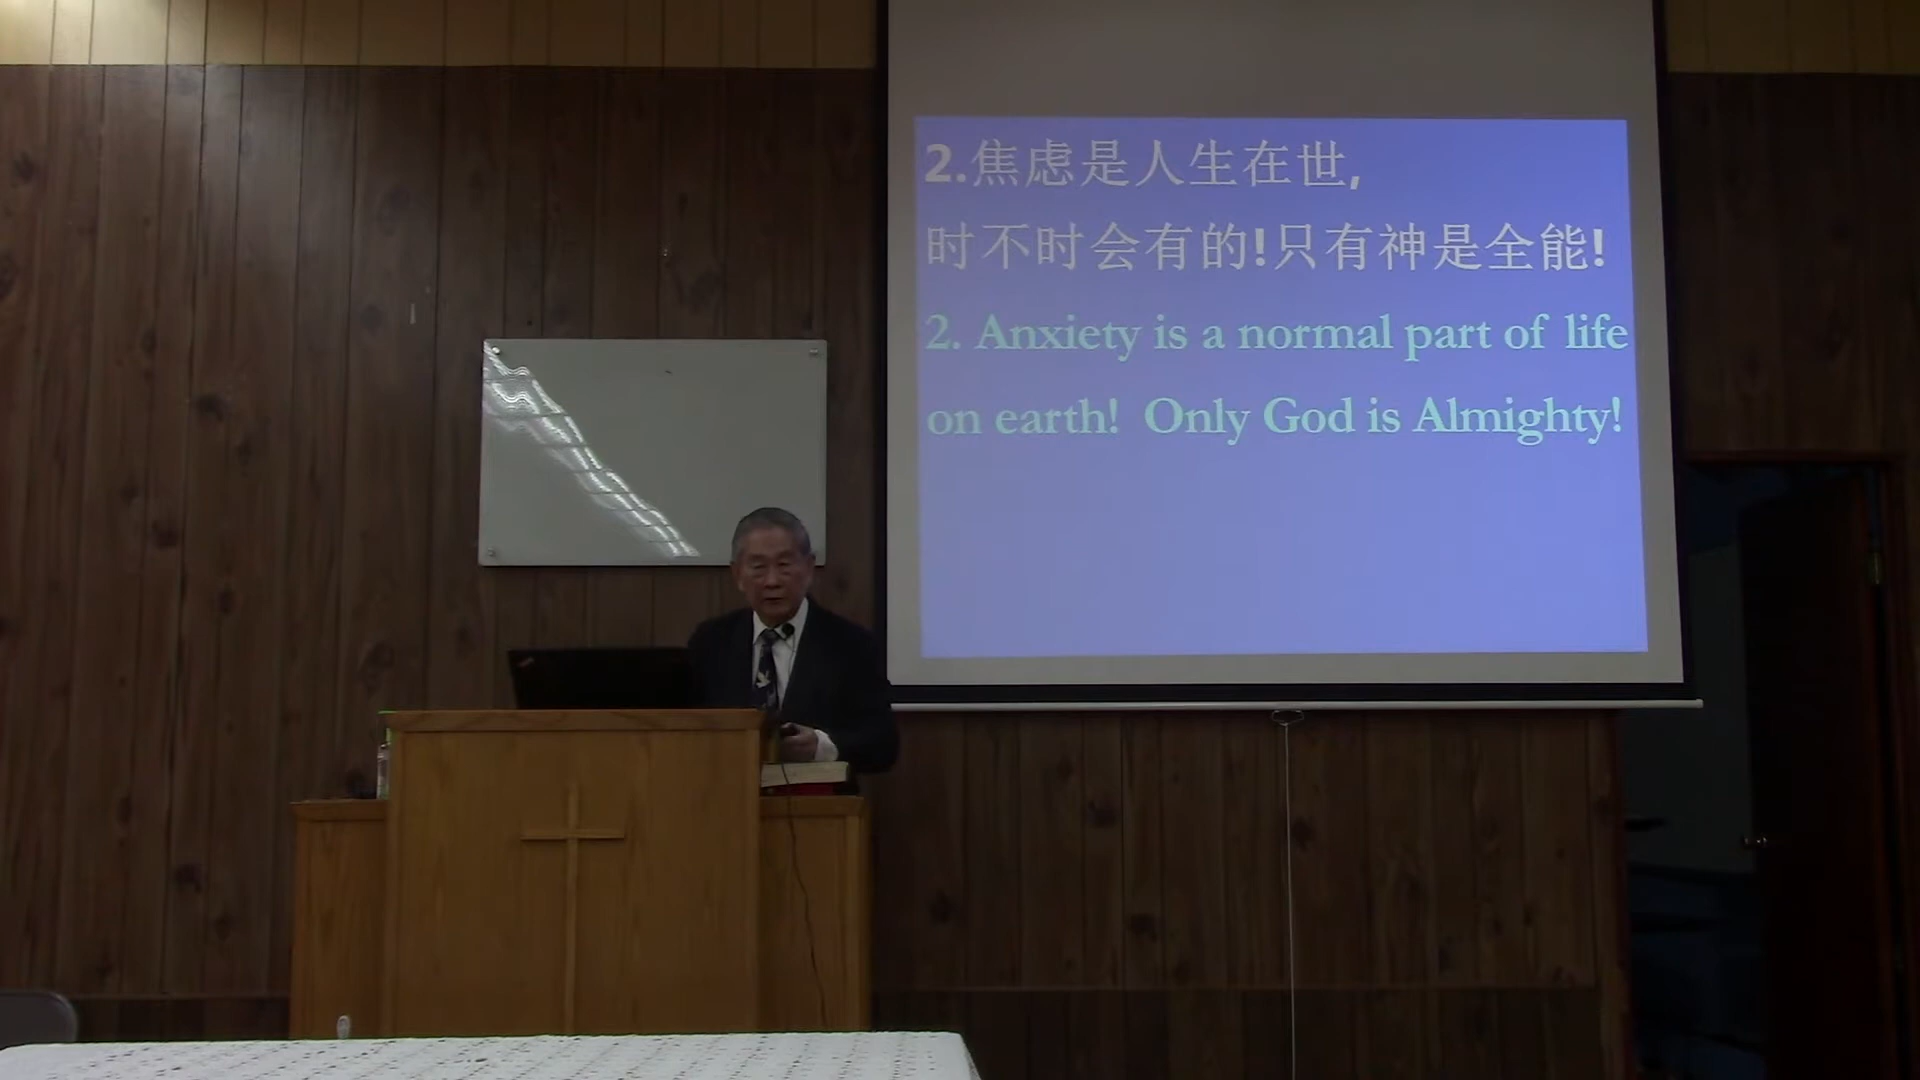 2.焦虑是人生在世,
时不时会有的!只有神是全能!
2. Anxiety is a normal part of life
on earth! Only God is Almighty!